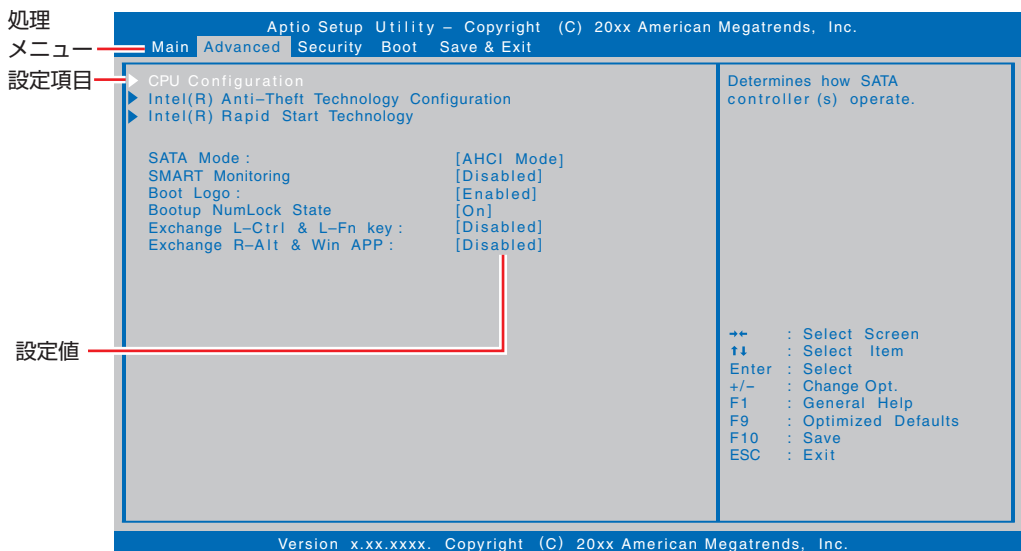 処理
メニュー
設定項目
設定値
Aptio Setup Utility – Copyright (C) 20xx American Megatrends, Inc.
Main Advanced Security Boot Save & Exit
CPU Configuration
Intel(R) Anti–Theft Technology Configuration
Intel(R) Rapid Start Technology
SATA Mode : [AHCI Mode]
SMART Monitoring [Disabled]
Boot Logo : [Enabled]
Bootup NumLock State [On]
Exchange L–Ctrl & L–Fn key : [Disabled]
Exchange R–Alt & Win APP : [Disabled]
Determines how SATA
controller (s) operate.
→← : Select Screen
↑↓ : Select Item
Enter : Select
+/– : Change Opt.
F1 : General Help
F9 : Optimized Defaults
F10 : Save
ESC : Exit
Version x.xx.xxxx. Copyright (C) 20xx American Megatrends, Inc.